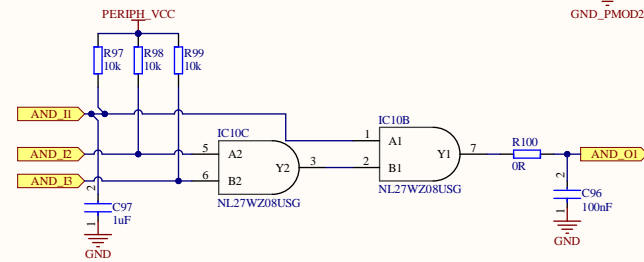 PERIPH_VCC
GND_PMOD2
R97
10k
R98
10k
R99
10k
AND_I1
AND_I2
AND_I3
IC10C
5
A2
6
B2
Y2
3
NL27WZ08USG
IC10B
1
A1
2
B1
Y1
7
NL27WZ08USG
R100
0R
AND_O1
2
C97
1uF
1
GND
2
C96
100nF
1
GND